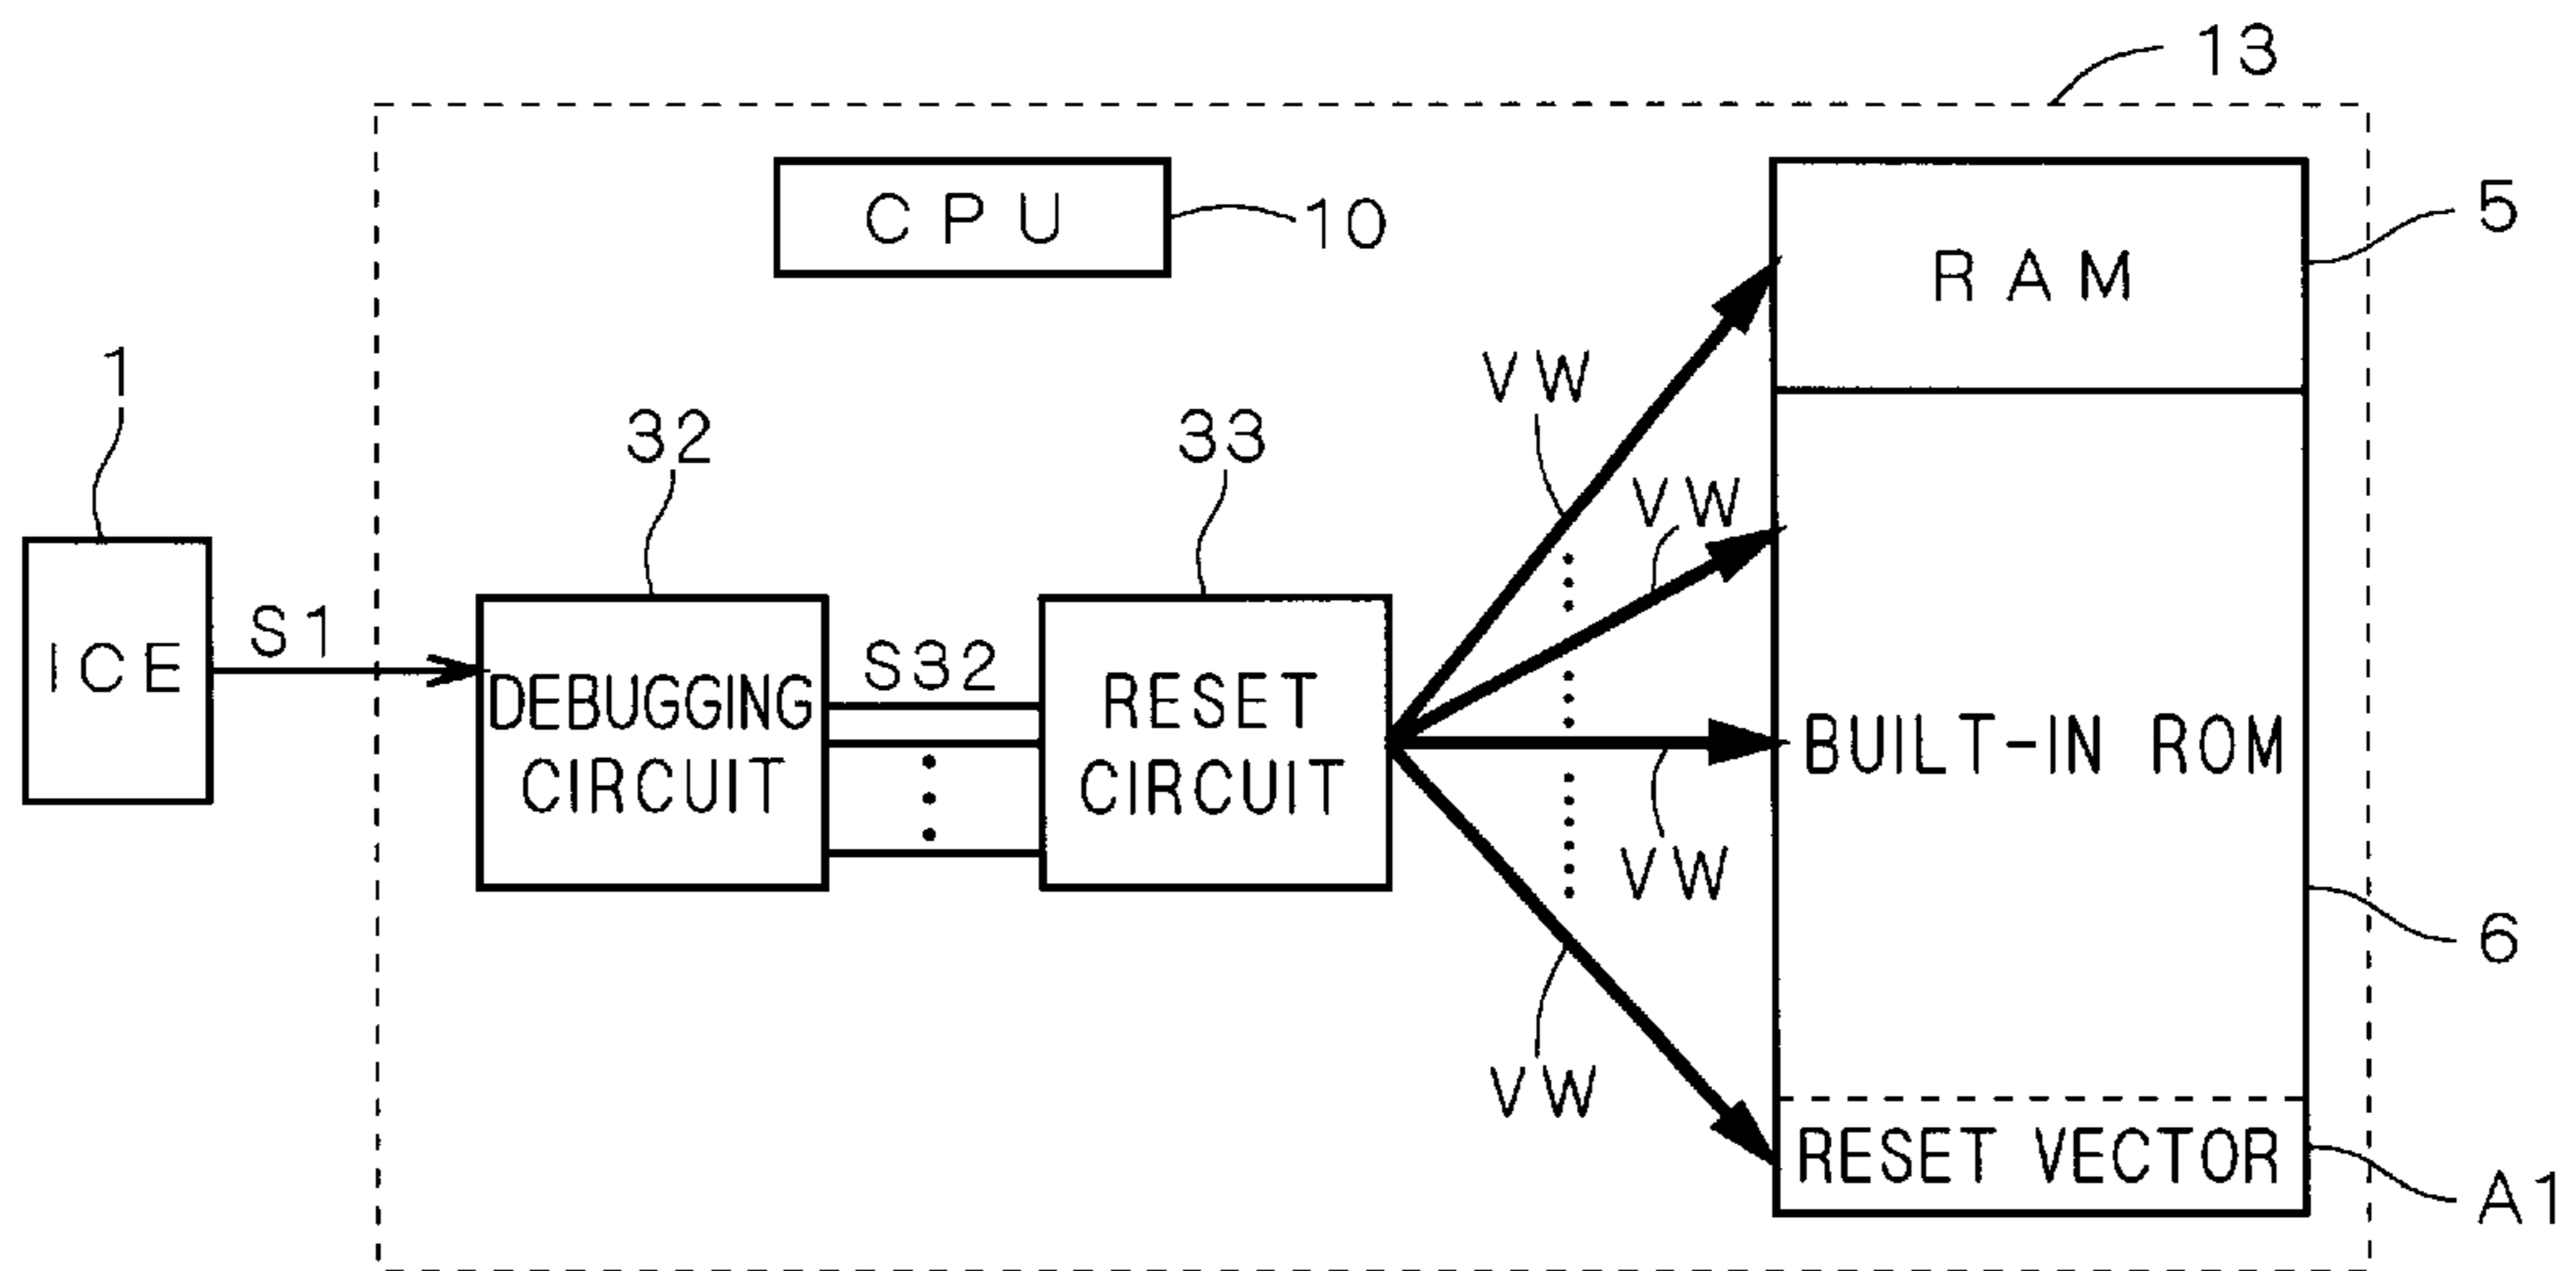 13
CPU
10
RAM
5
1
VW
32
33
VW
ICE
S1
DEBUGGING
CIRCUIT
S32
RESET
CIRCUIT
BUILT-IN ROM
VW
6
VW
RESET VECTOR
A1